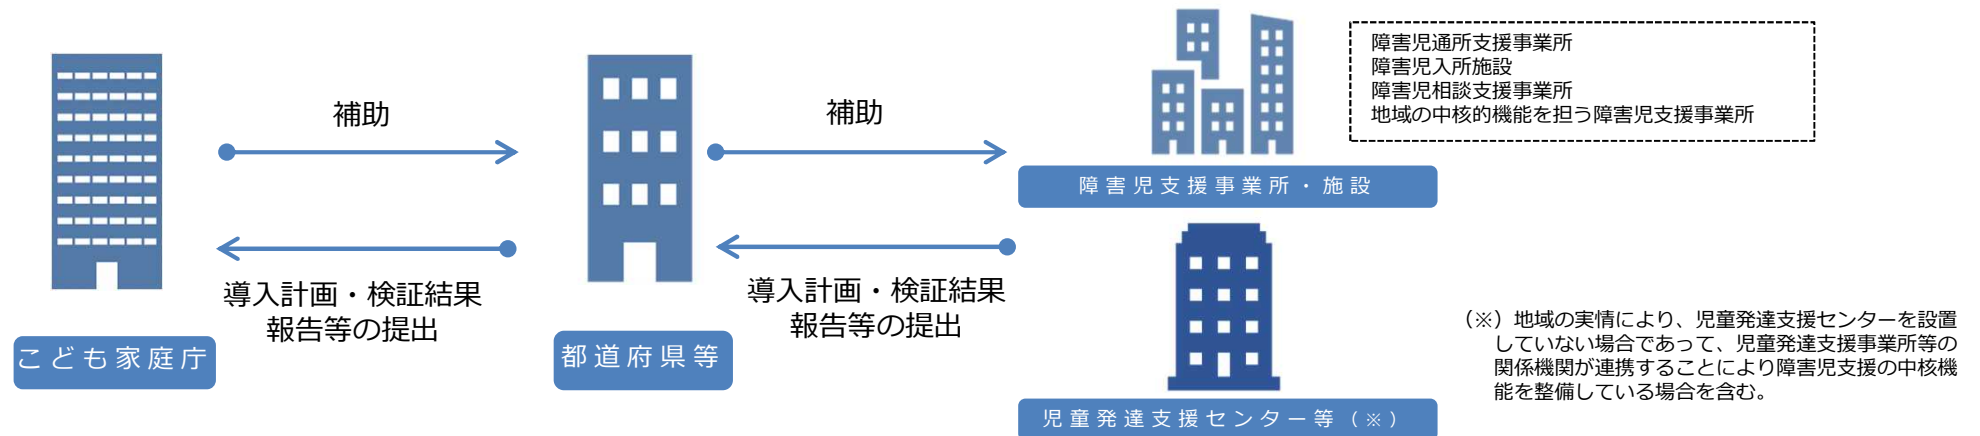 補助
導入計画・検証結果
報告等の提出
こども家庭庁
都道府県等
補助
導入計画・検証結果
報告等の提出
障害児支援事業所・施設
障害児通所支援事業所
障害児入所施設
障害児相談支援事業所
地域の中核的機能を担う障害児支援事業所
児童発達支援センター等（※）
（※）地域の実情により、児童発達支援センターを設置
していない場合であって、児童発達支援事業所等の
関係機関が連携することにより障害児支援の中核機
能を整備している場合を含む。